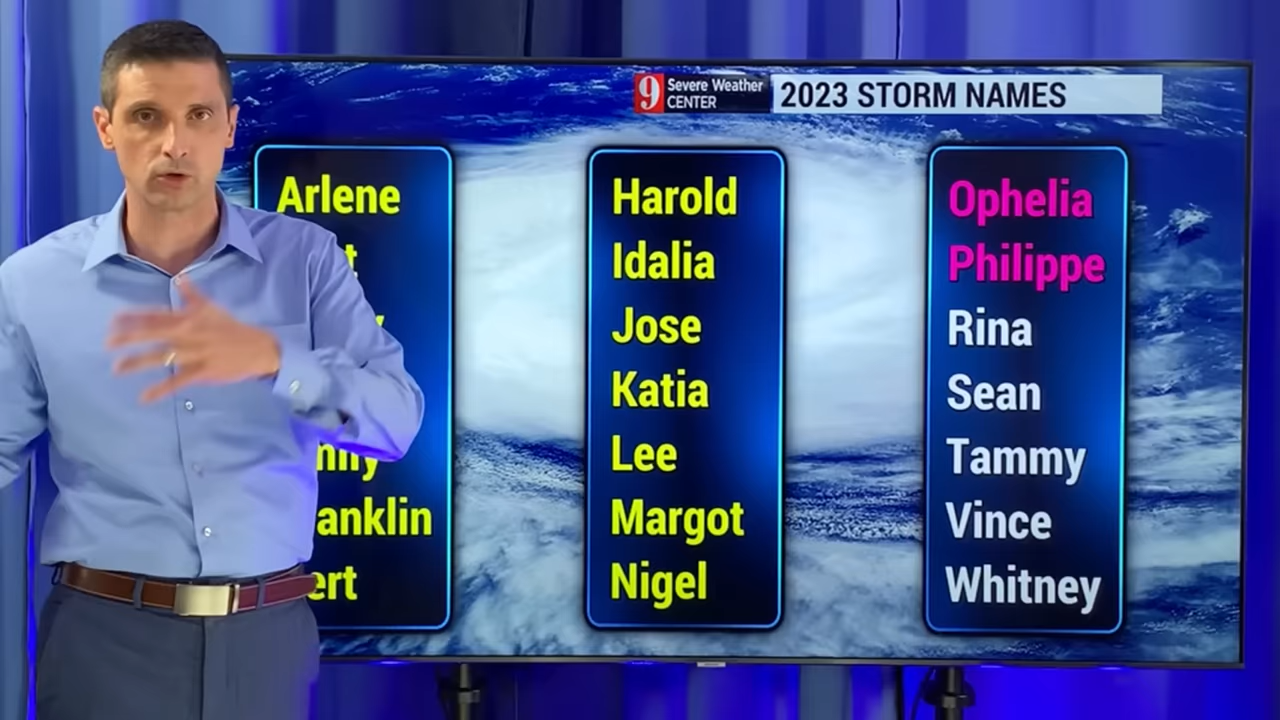 9 Severe Weather CENTER 2023 STORM NAMES
Arlene
Harold
Idalia
Jose
Katia
Lee
Margot
Nigel
Ophelia
Philippe
Rina
Sean
Tammy
Vince
Whitney